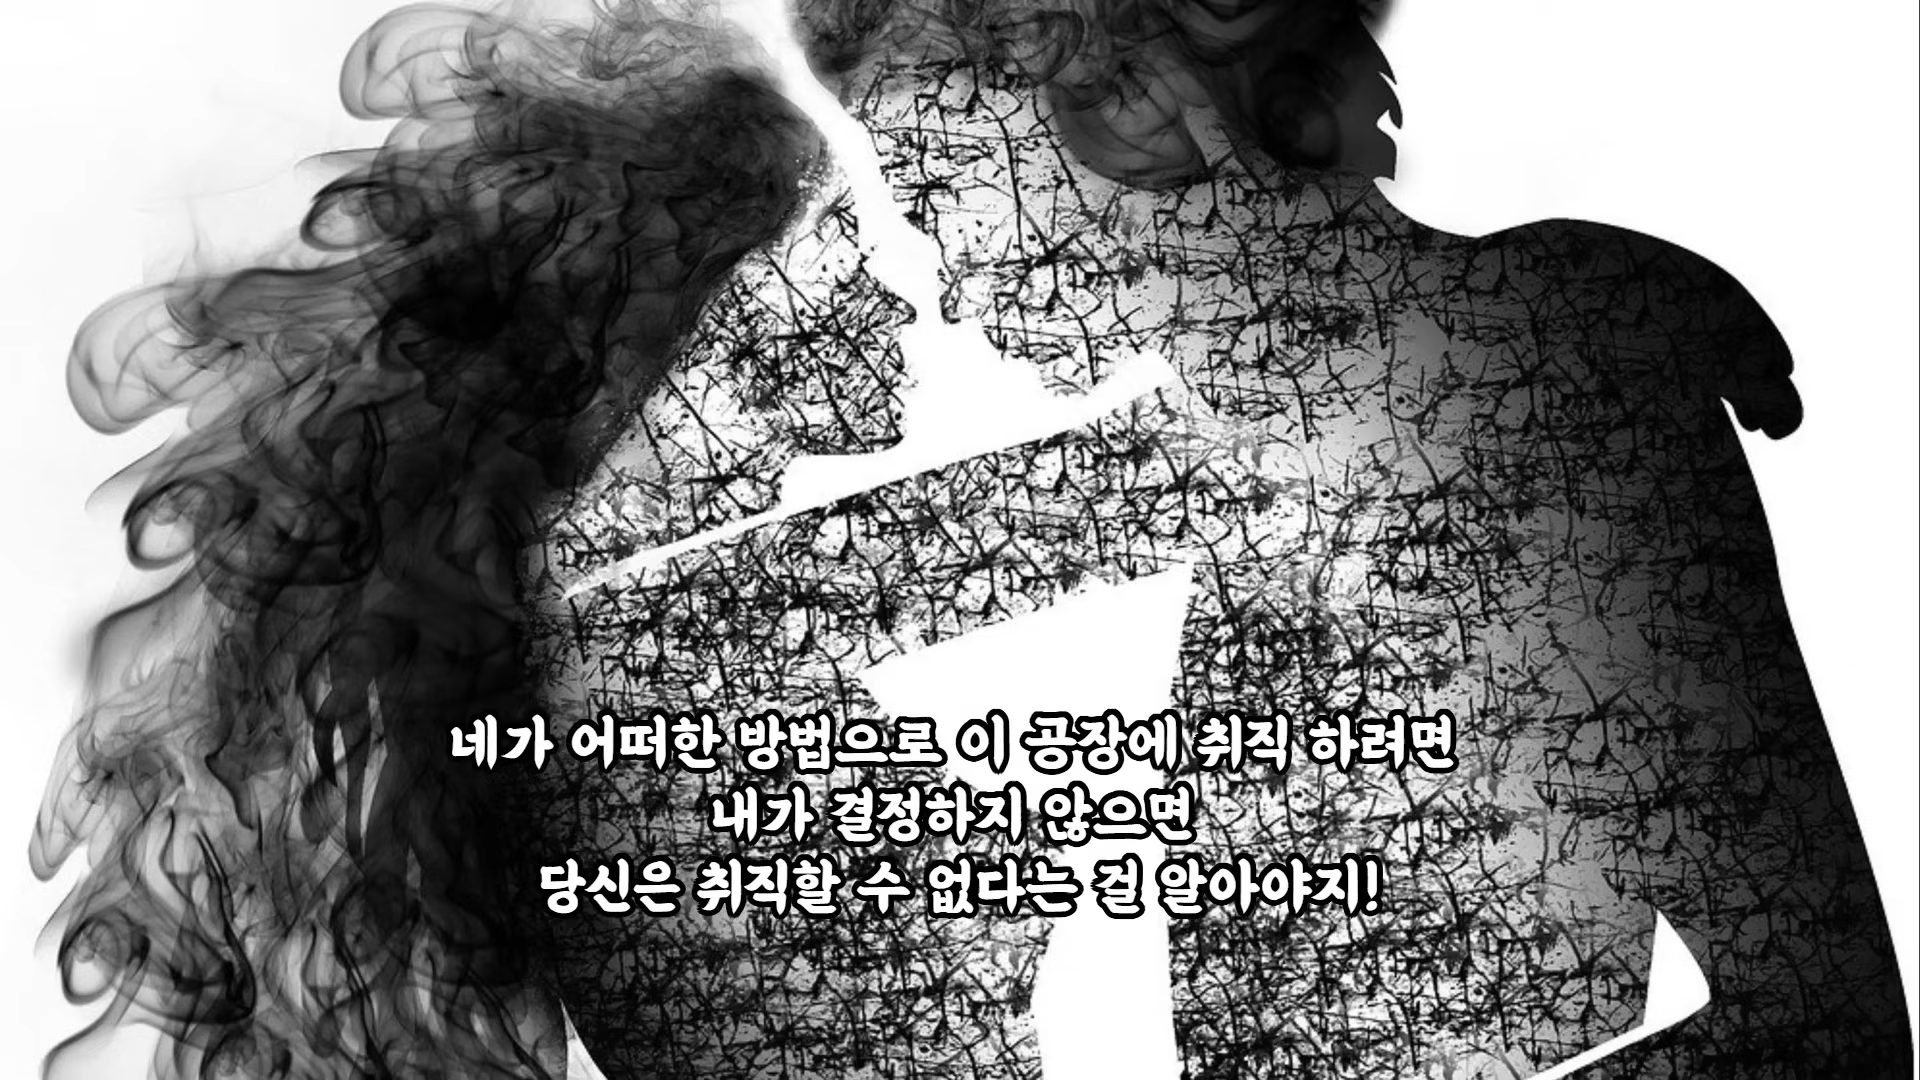 네가 어떠한 방법으로 이 공장에 취직 하려면
내가 결정하지 않으면
당신은 취직할 수 없다는 걸 알아야지!